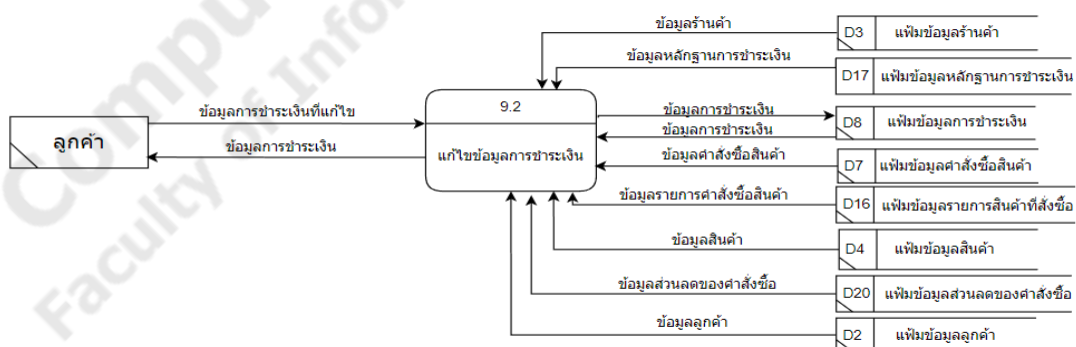 ข้อมูลร้านค้า
D3 แฟ้มข้อมูลร้านค้า
ข้อมูลหลักฐานการชำระเงิน
D17 แฟ้มข้อมูลหลักฐานการชำระเงิน
ลูกค้า
ข้อมูลการชำระเงินที่แก้ไข
ข้อมูลการชำระเงิน
9.2
แก้ไขข้อมูลการชำระเงิน
ข้อมูลการชำระเงิน
ข้อมูลการชำระเงิน
D8 แฟ้มข้อมูลการชำระเงิน
ข้อมูลคำสั่งซื้อสินค้า
D7 แฟ้มข้อมูลคำสั่งซื้อสินค้า
ข้อมูลรายการคำสั่งซื้อสินค้า
D16 แฟ้มข้อมูลรายการสินค้าที่สั่งซื้อ
ข้อมูลสินค้า
D4 แฟ้มข้อมูลสินค้า
ข้อมูลส่วนลดของคำสั่งซื้อ
D20 แฟ้มข้อมูลส่วนลดของคำสั่งซื้อ
ข้อมูลลูกค้า
D2 แฟ้มข้อมูลลูกค้า